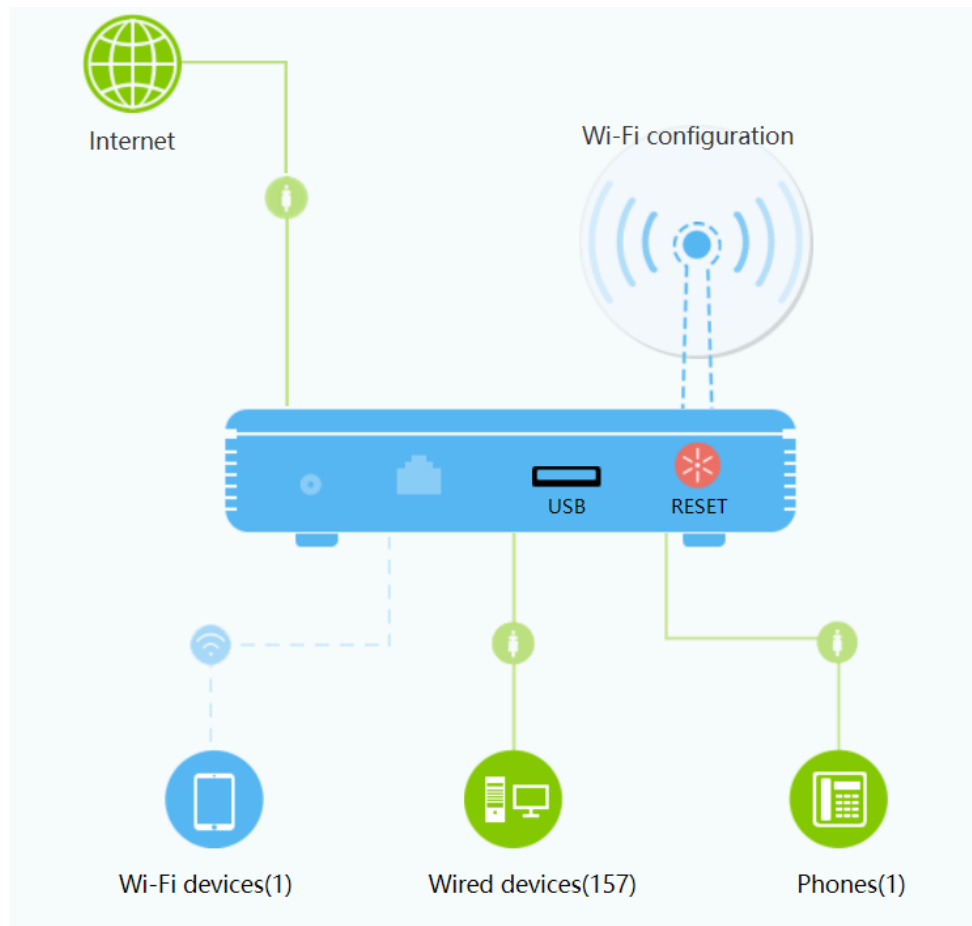 Internet
Wi-Fi configuration
USB
RESET
Wi-Fi devices(1)
Wired devices(157)
Phones(1)